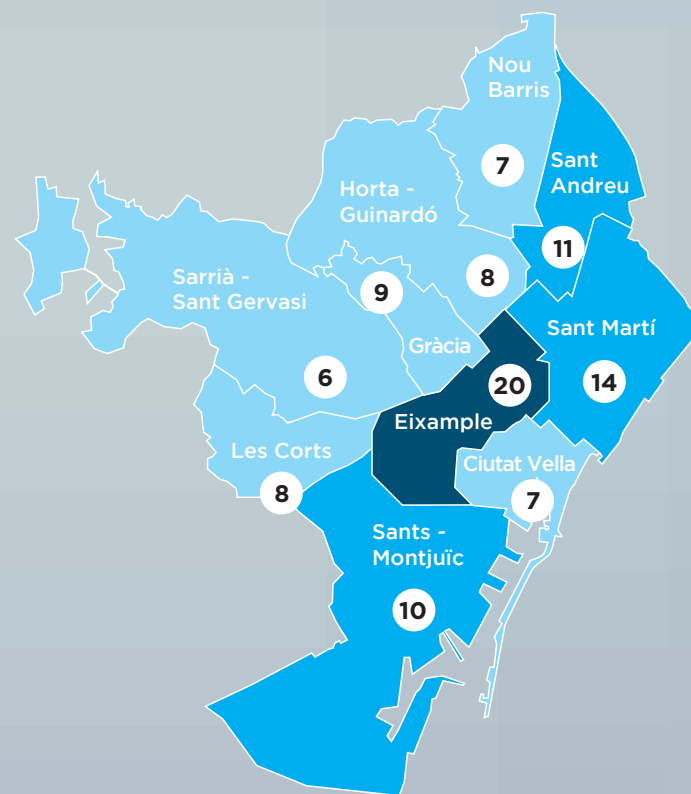 Nou
Barris
7
Sant
Andreu
11
Horta -
Guinardó
8
Sarrià -
Sant Gervasi
6
9
Gràcia
Sant Martí
14
20
Eixample
Les Corts
8
Ciutat Vella
7
Sants -
Montjuïc
10